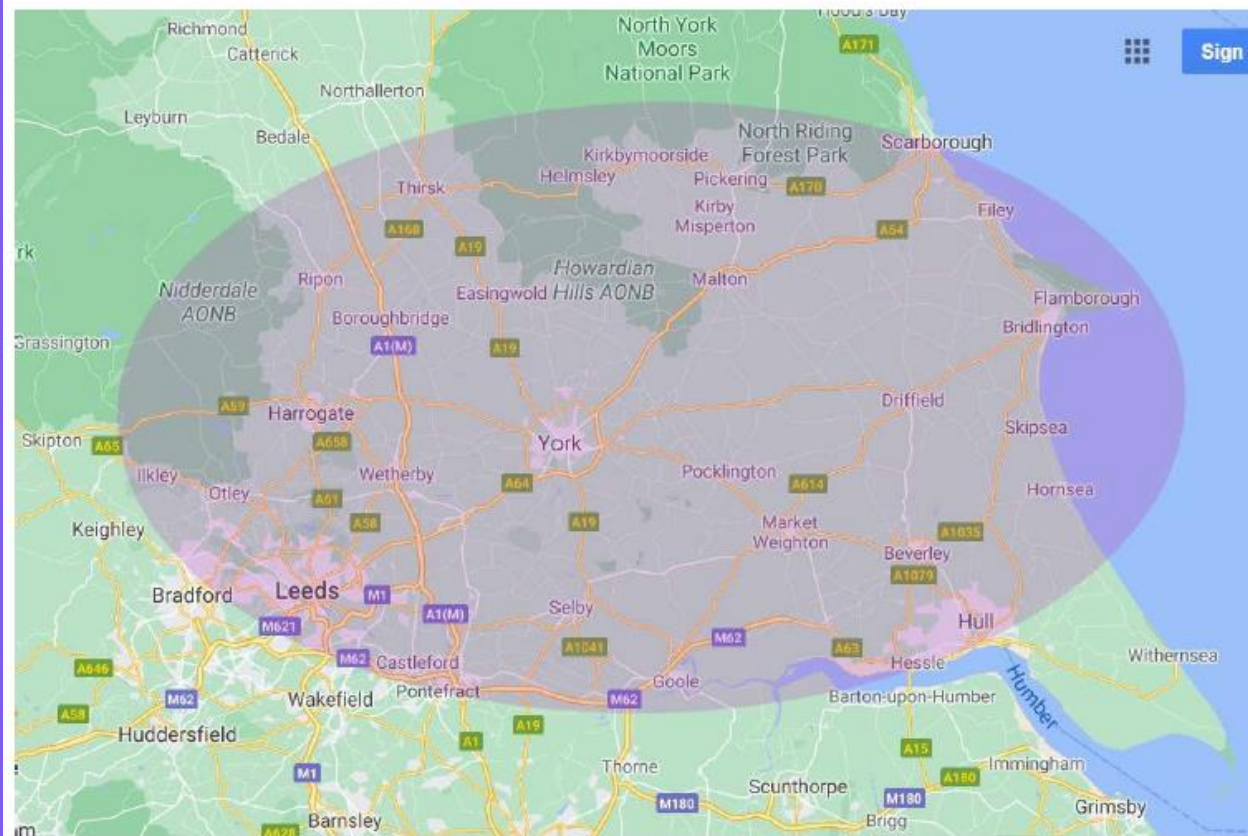 Hood's Bay
Richmond
North York
Moors
National Park
A171
Sign
Catterick
Northallerton
Leyburn
Bedale
North Riding
Forest Park
Scarborough
Kirkbymoorside
Helmsley
Pickering
A170
Thirsk
Kirby
Misperton
Filey
A168
A64
A19
rk
Howardian
Hills AONB
Malton
Ripon
Nidderdale
AONB
Easingwold
Flamborough
Boroughbridge
Bridlington
Grassington
A1(M)
A19
A59
Harrogate
Driffield
Skipton
A65
A658
York
Skipsea
Ilkley
Wetherby
Pocklington
A614
Otley
A61
A64
Hornsea
A58
A19
Market
Weighton
A1035
Keighley
Beverley
A1079
Bradford
Leeds
M1
A1(M)
Selby
Hull
M621
M62
A1041
A63
M62
Castleford
Hessle
Withernsea
A646
Pontefract
Goole
M62
Wakefield
M62
Barton-upon-Humber
Humber
A58
Huddersfield
A19
A1
A15
Thorne
Immingham
M1
Scunthorpe
A180
M180
M180
Grimsby
Barnsley
A628
Brigg